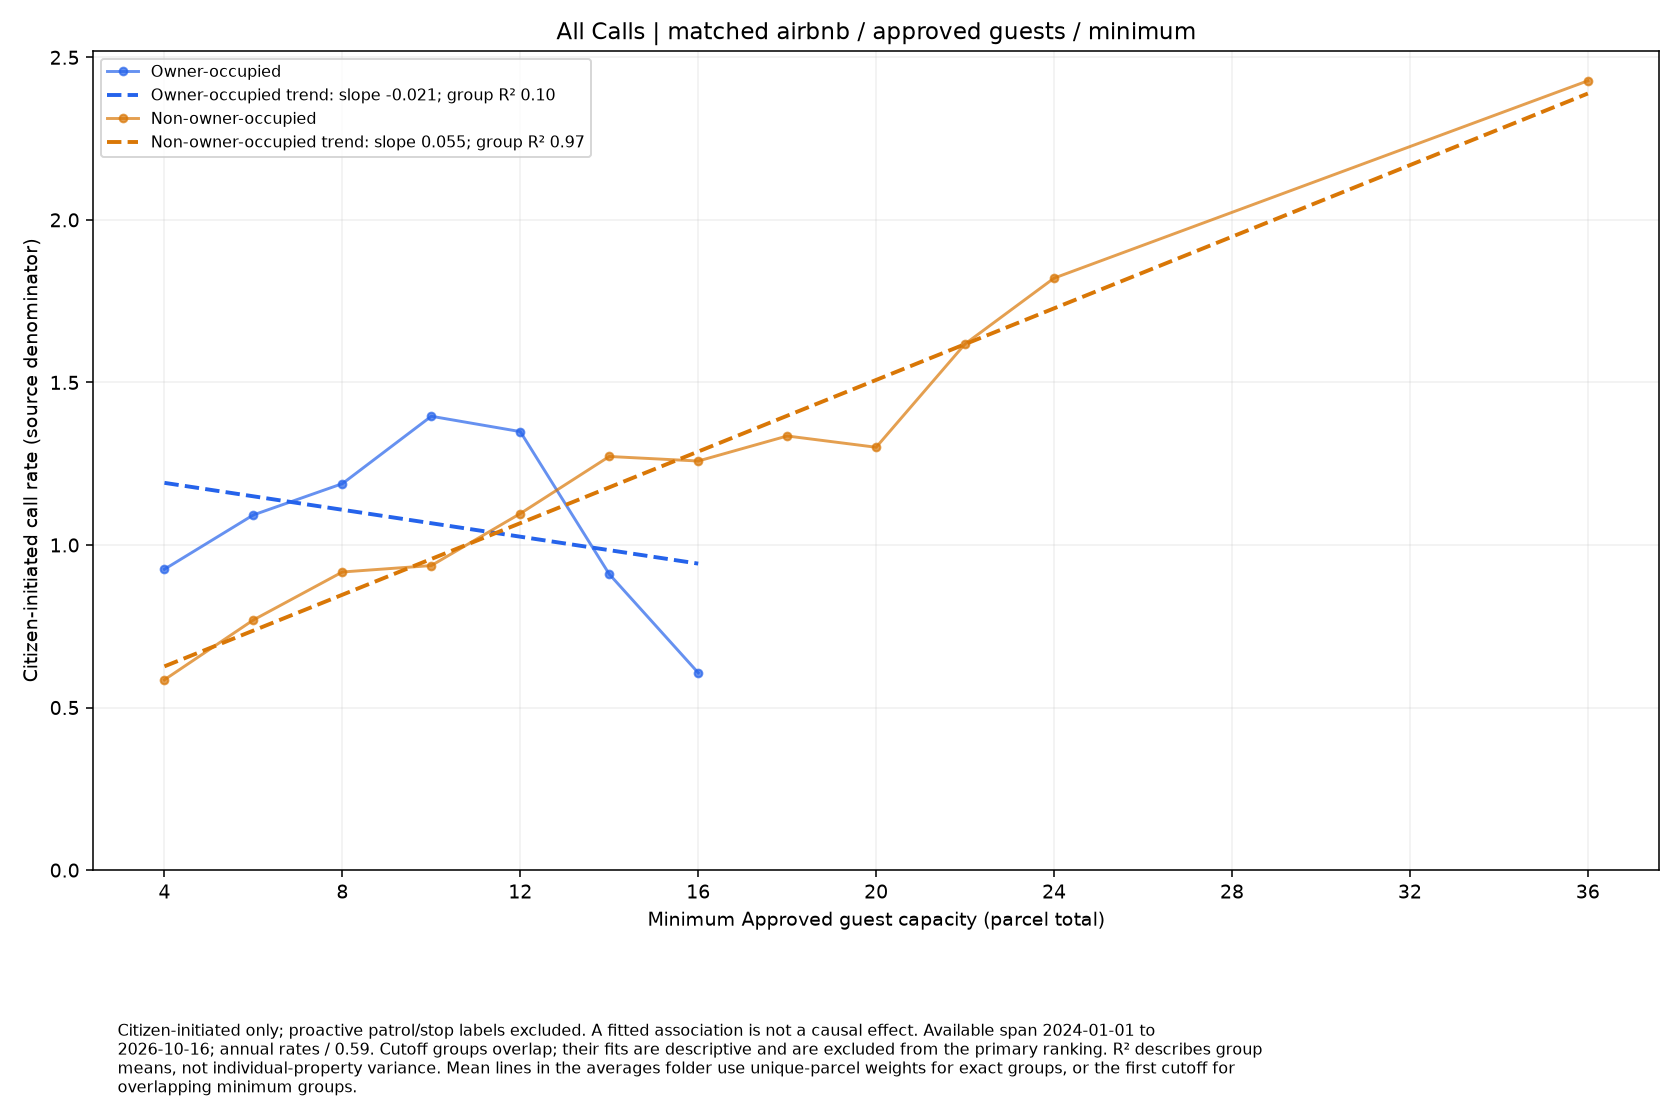 All Calls | matched airbnb / approved guests / minimum
Owner-occupied
Owner-occupied trend: slope -0.021; group R² 0.10
Non-owner-occupied
Non-owner-occupied trend: slope 0.055; group R² 0.97
Citizen-initiated call rate (source denominator)
2.5
2.0
1.5
1.0
0.5
0.0
4 8 12 16 20 24 28 32 36
Minimum Approved guest capacity (parcel total)
Citizen-initiated only; proactive patrol/stop labels excluded. A fitted association is not a causal effect. Available span 2024-01-01 to
2026-10-16; annual rates / 0.59. Cutoff groups overlap; their fits are descriptive and are excluded from the primary ranking. R² describes group
means, not individual-property variance. Mean lines in the averages folder use unique-parcel weights for exact groups, or the first cutoff for
overlapping minimum groups.